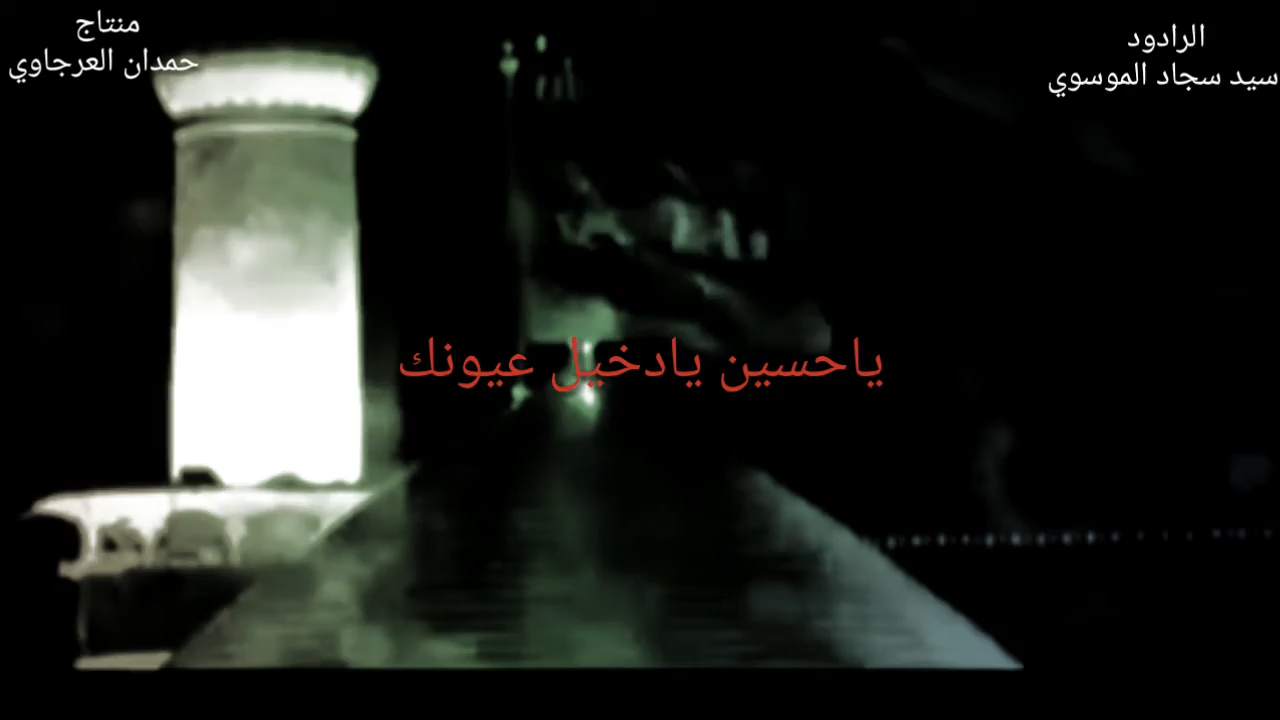 الرادود
سيد سجاد الموسوي
منتاج
حمدان العرجاوي
ياحسين يادخيل عيونك